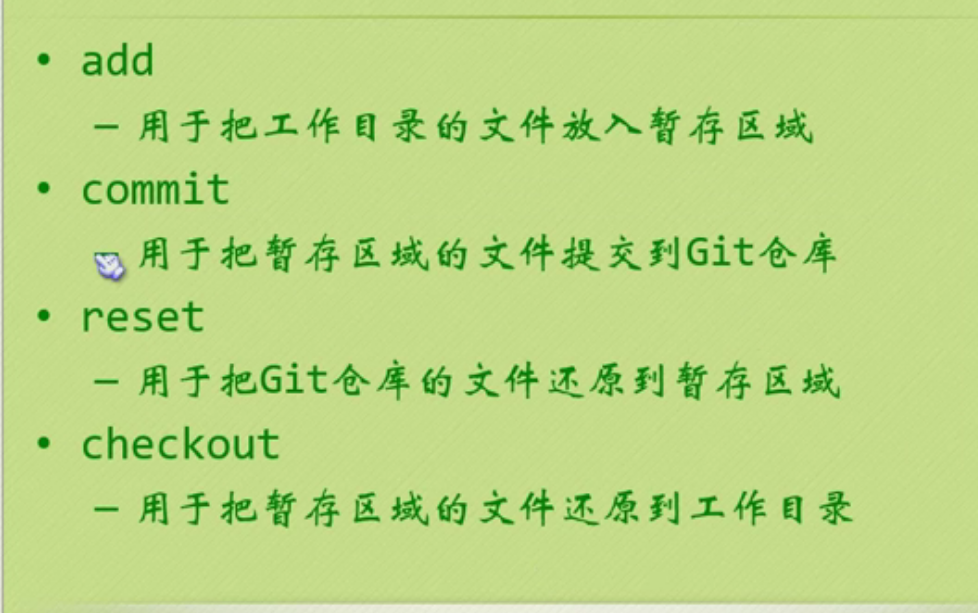 • add
– 用于把工作目录的文件放入暂存区域
• commit
用于把暂存区域的文件提交到Git仓库
• reset
– 用于把Git仓库的文件还原到暂存区域
• checkout
– 用于把暂存区域的文件还原到工作目录